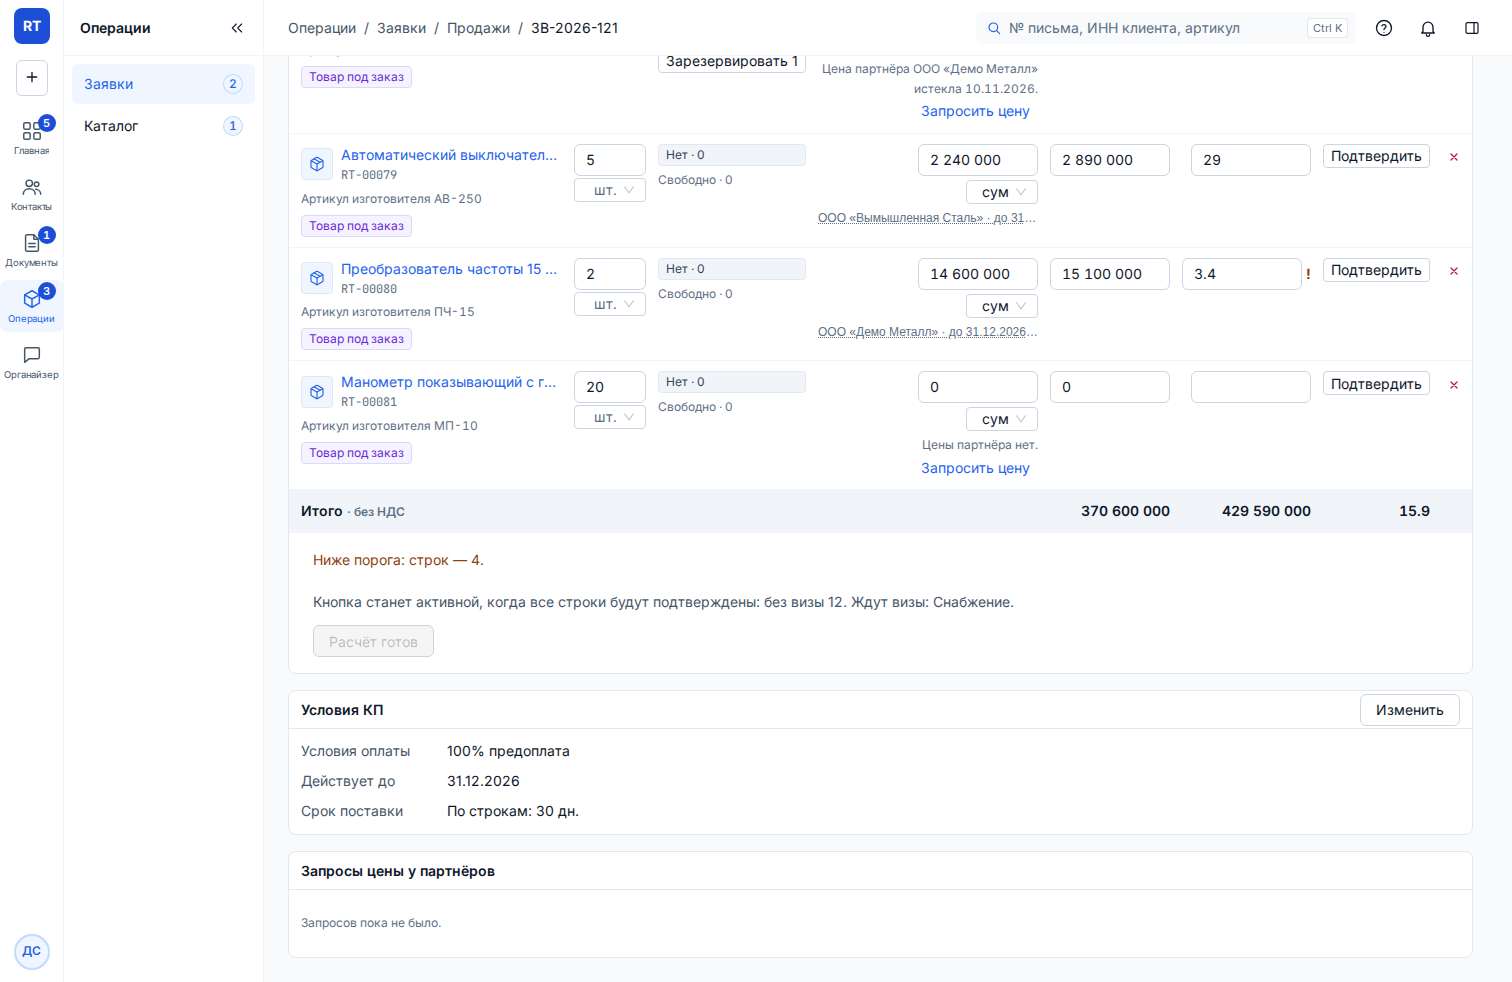 RT
Операции
Операции / Заявки / Продажи / ЗВ-2026-121
№ письма, ИНН клиента, артикул
Ctrl K
Заявки 2
Каталог 1
5
Главная
Контакты
1
Документы
3
Операции
Органайзер
ДС
Товар под заказ
Зарезервировать 1
Цена партнёра ООО «Демо Металл»
истекла 10.11.2026.
Запросить цену
Автоматический выключател...
RT-00079
Артикул изготовителя АВ-250
Товар под заказ
5
шт.
Нет · 0
Свободно · 0
2 240 000
сум
ООО «Вымышленная Сталь» · до 31...
2 890 000
29
Подтвердить
Преобразователь частоты 15 ...
RT-00080
Артикул изготовителя ПЧ-15
Товар под заказ
2
шт.
Нет · 0
Свободно · 0
14 600 000
сум
ООО «Демо Металл» · до 31.12.2026...
15 100 000
3.4 !
Подтвердить
Манометр показывающий с г...
RT-00081
Артикул изготовителя МП-10
Товар под заказ
20
шт.
Нет · 0
Свободно · 0
0
сум
Цены партнёра нет.
Запросить цену
0
Подтвердить
Итого · без НДС 370 600 000 429 590 000 15.9
Ниже порога: строк — 4.
Кнопка станет активной, когда все строки будут подтверждены: без визы 12. Ждут визы: Снабжение.
Расчёт готов
Условия КП
Изменить
Условия оплаты 100% предоплата
Действует до 31.12.2026
Срок поставки По строкам: 30 дн.
Запросы цены у партнёров
Запросов пока не было.